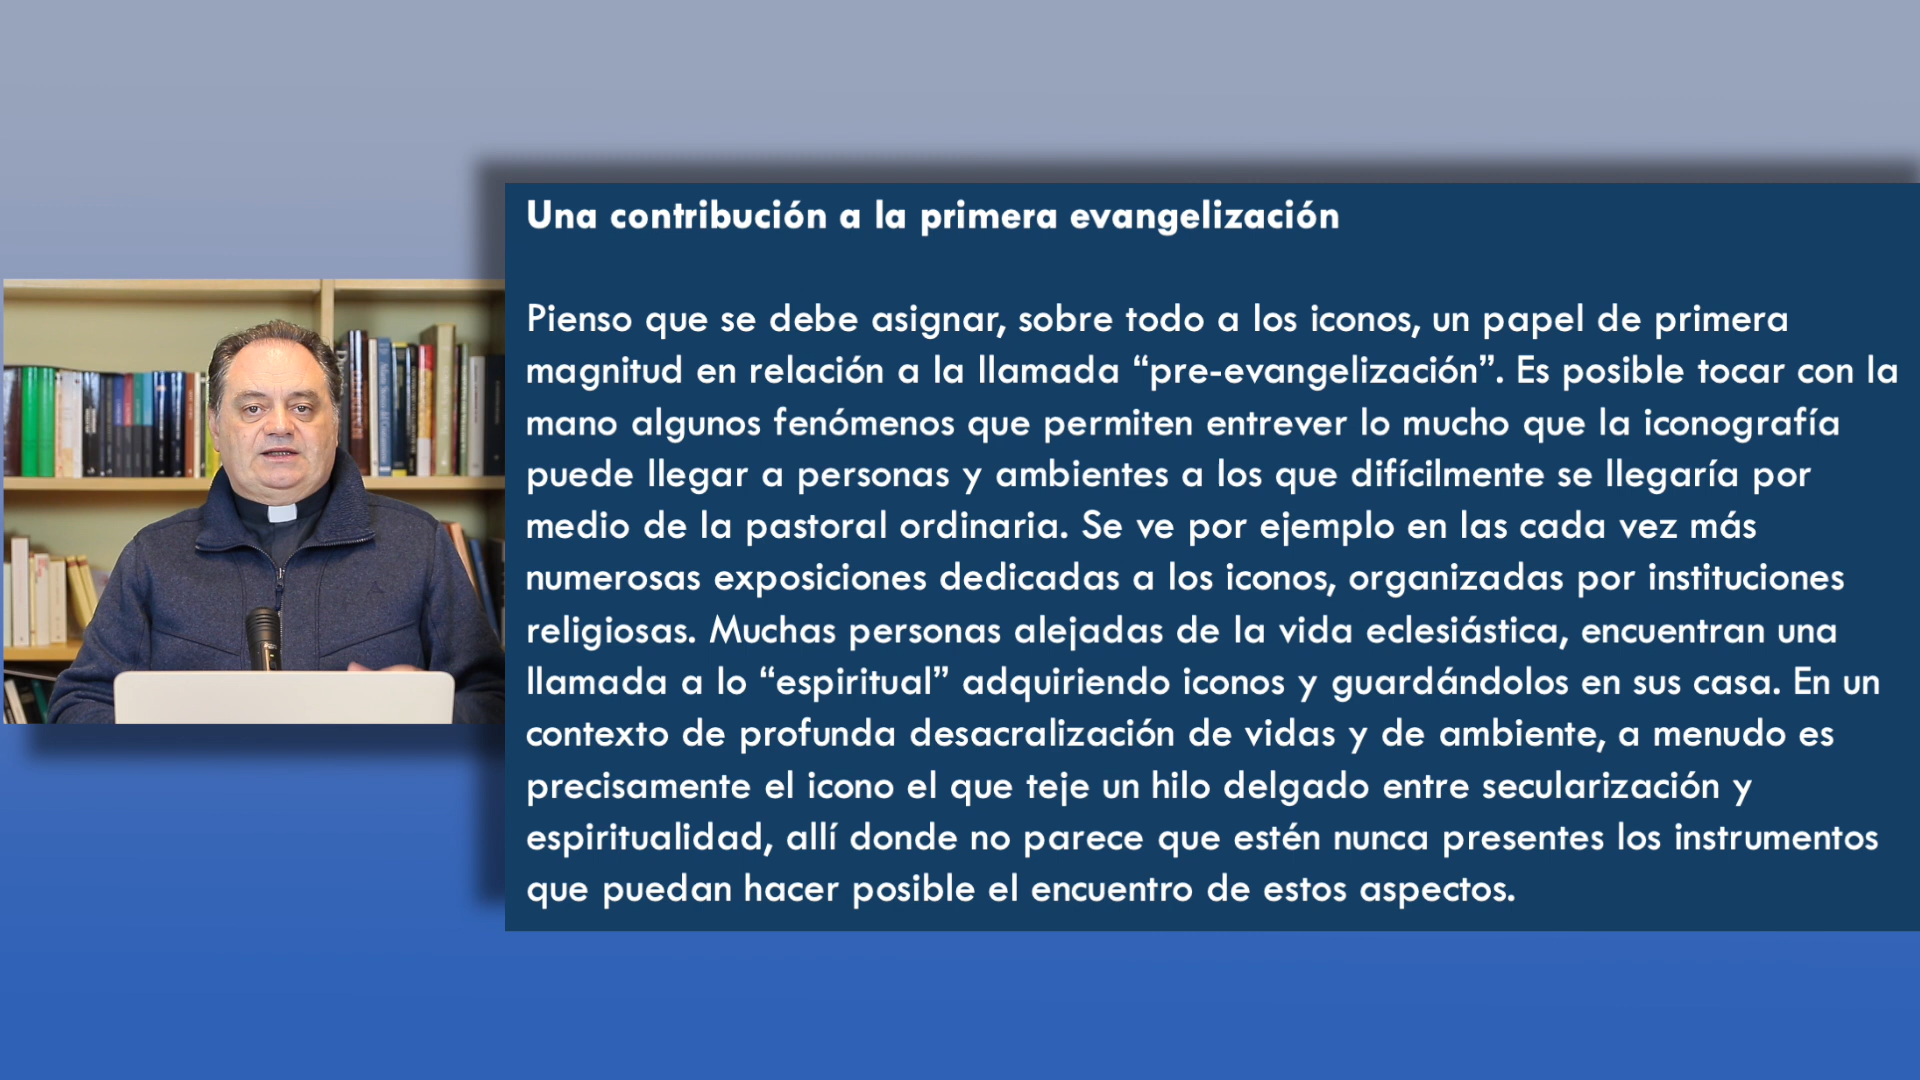 Una contribución a la primera evangelización
Pienso que se debe asignar, sobre todo a los iconos, un papel de primera
magnitud en relación a la llamada “pre-evangelización”. Es posible tocar con la
mano algunos fenómenos que permiten entrever lo mucho que la iconografía
puede llegar a personas y ambientes a los que difícilmente se llegaría por
medio de la pastoral ordinaria. Se ve por ejemplo en las cada vez más
numerosas exposiciones dedicadas a los iconos, organizadas por instituciones
religiosas. Muchas personas alejadas de la vida eclesiástica, encuentran una
llamada a lo “espiritual” adquiriendo iconos y guardándolos en sus casa. En un
contexto de profunda desacralización de vidas y de ambiente, a menudo es
precisamente el icono el que teje un hilo delgado entre secularización y
espiritualidad, allí donde no parece que estén nunca presentes los instrumentos
que puedan hacer posible el encuentro de estos aspectos.